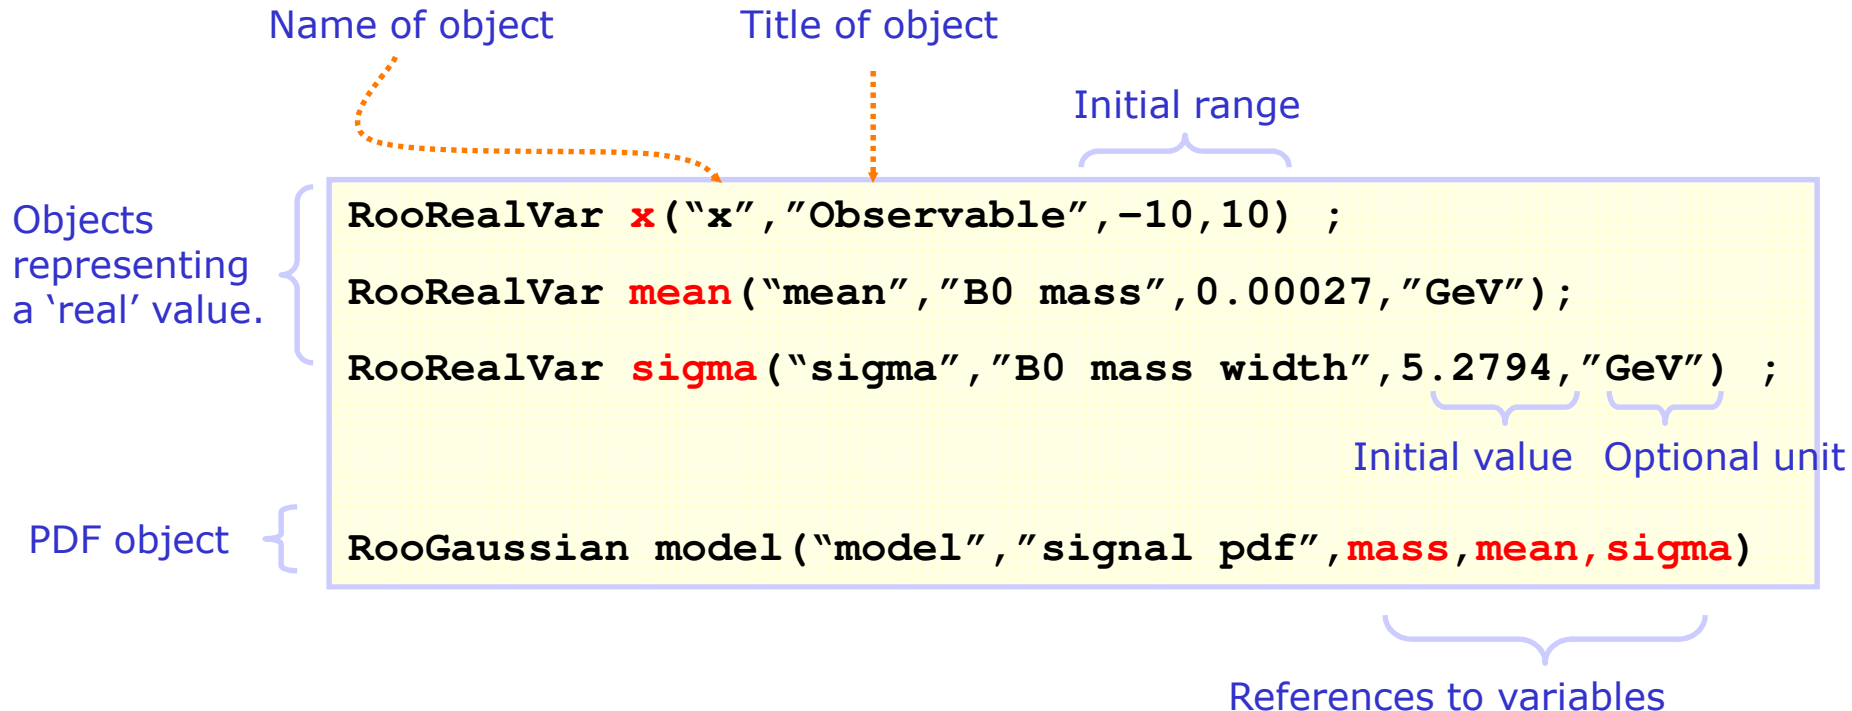 Name of object
Title of object
Initial range
Objects
representing
a ‘real’ value.
RooRealVar x(“x”,”Observable”,-10,10) ;
RooRealVar mean(“mean”,”B0 mass”,0.00027,”GeV”);
RooRealVar sigma(“sigma”,”B0 mass width”,5.2794,”GeV”) ;
Initial value
Optional unit
PDF object
RooGaussian model(“model”,”signal pdf”,mass,mean,sigma)
References to variables